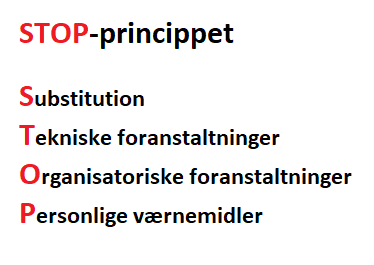 STOP-princippet
Substitution
Tekniske foranstaltninger
Organisatoriske foranstaltninger
Personlige værnemidler